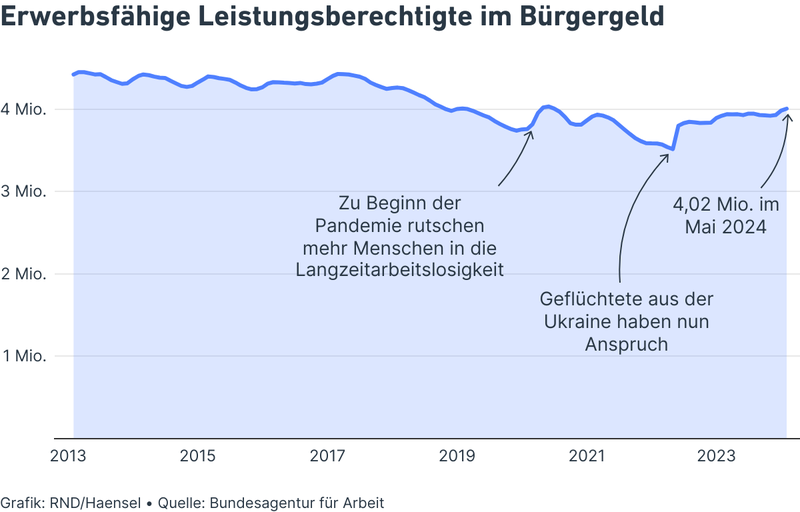 Erwerbsfähige Leistungsberechtigte im Bürgergeld
4 Mio.
3 Mio.
2 Mio.
1 Mio.
Zu Beginn der
Pandemie rutschen
mehr Menschen in die
Langzeitarbeitslosigkeit
4,02 Mio. im
Mai 2024
Geflüchtete aus der
Ukraine haben nun
Anspruch
2013 2015 2017 2019 2021 2023
Grafik: RND/Haensel • Quelle: Bundesagentur für Arbeit